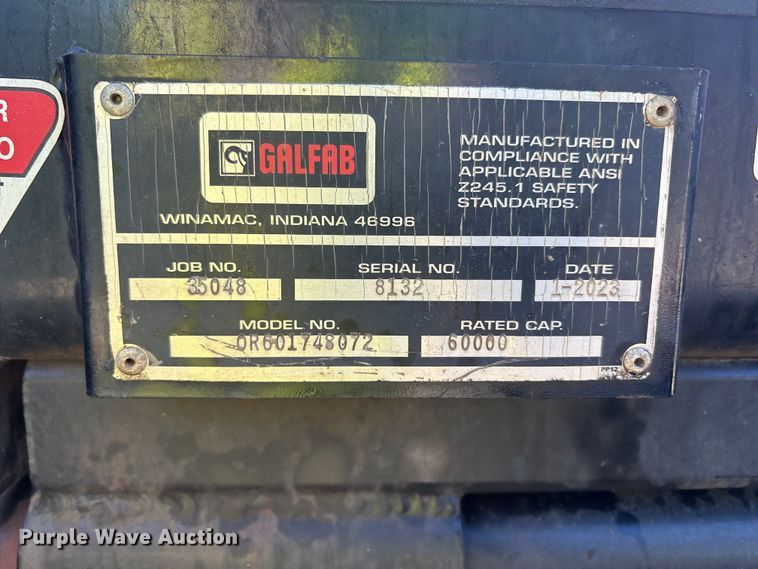 R
O
T
GALFAB
WINAMAC, INDIANA 46996
MANUFACTURED IN
COMPLIANCE WITH
APPLICABLE ANSI
Z245.1 SAFETY
STANDARDS.
JOB NO. SERIAL NO. DATE
35048 8132 1-2023
MODEL NO. RATED CAP.
OR601748072 60000
PP12
Purple Wave Auction